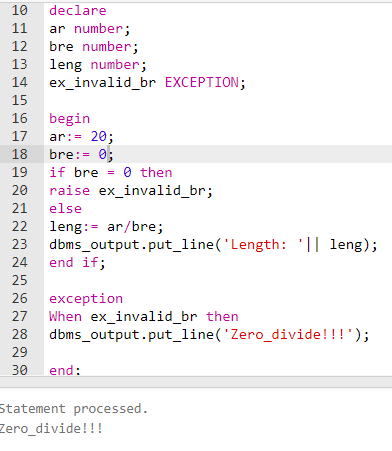 10 declare
11 ar number;
12 bre number;
13 leng number;
14 ex_invalid_br EXCEPTION;
15
16 begin
17 ar:= 20;
18 bre:= 0;
19 if bre = 0 then
20 raise ex_invalid_br;
21 else
22 leng:= ar/bre;
23 dbms_output.put_line('Length: '|| leng);
24 end if;
25
26 exception
27 When ex_invalid_br then
28 dbms_output.put_line('Zero_divide!!!');
29
30 end;
Statement processed.
Zero_divide!!!